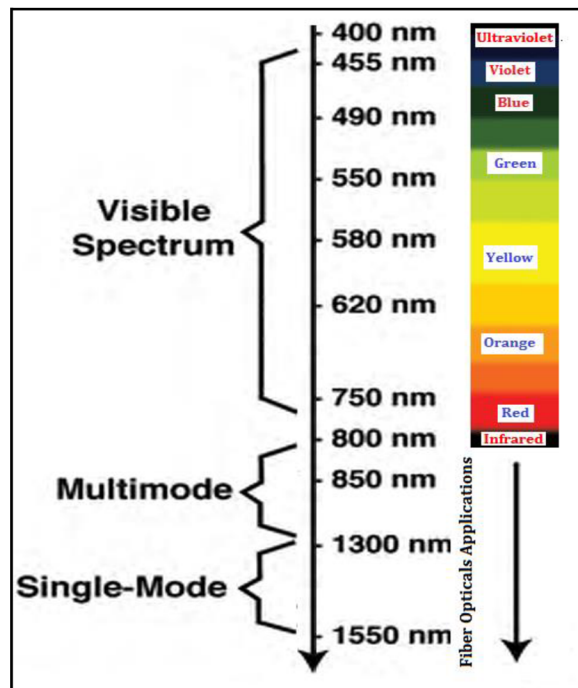 400 nm
455 nm
490 nm
550 nm
580 nm
620 nm
750 nm
800 nm
850 nm
1300 nm
1550 nm
Visible
Spectrum
Multimode
Single-Mode
Ultraviolet
Violet
Blue
Green
Yellow
Orange
Red
Infrared
Fiber Opticals Applications